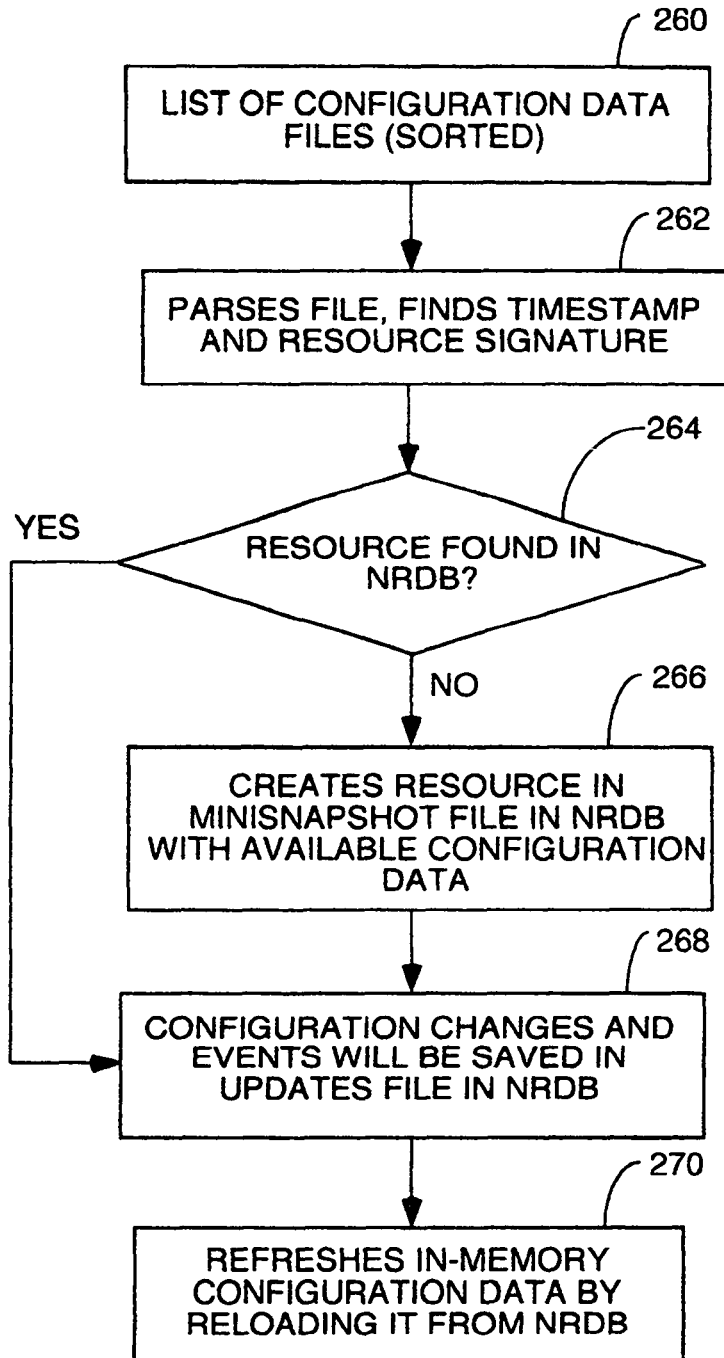 260
LIST OF CONFIGURATION DATA
FILES (SORTED)
262
PARSES FILE, FINDS TIMESTAMP
AND RESOURCE SIGNATURE
264
YES
RESOURCE FOUND IN
NRDB?
NO
266
CREATES RESOURCE IN
MINISNAPSHOT FILE IN NRDB
WITH AVAILABLE CONFIGURATION
DATA
268
CONFIGURATION CHANGES AND
EVENTS WILL BE SAVED IN
UPDATES FILE IN NRDB
270
REFRESHES IN-MEMORY
CONFIGURATION DATA BY
RELOADING IT FROM NRDB